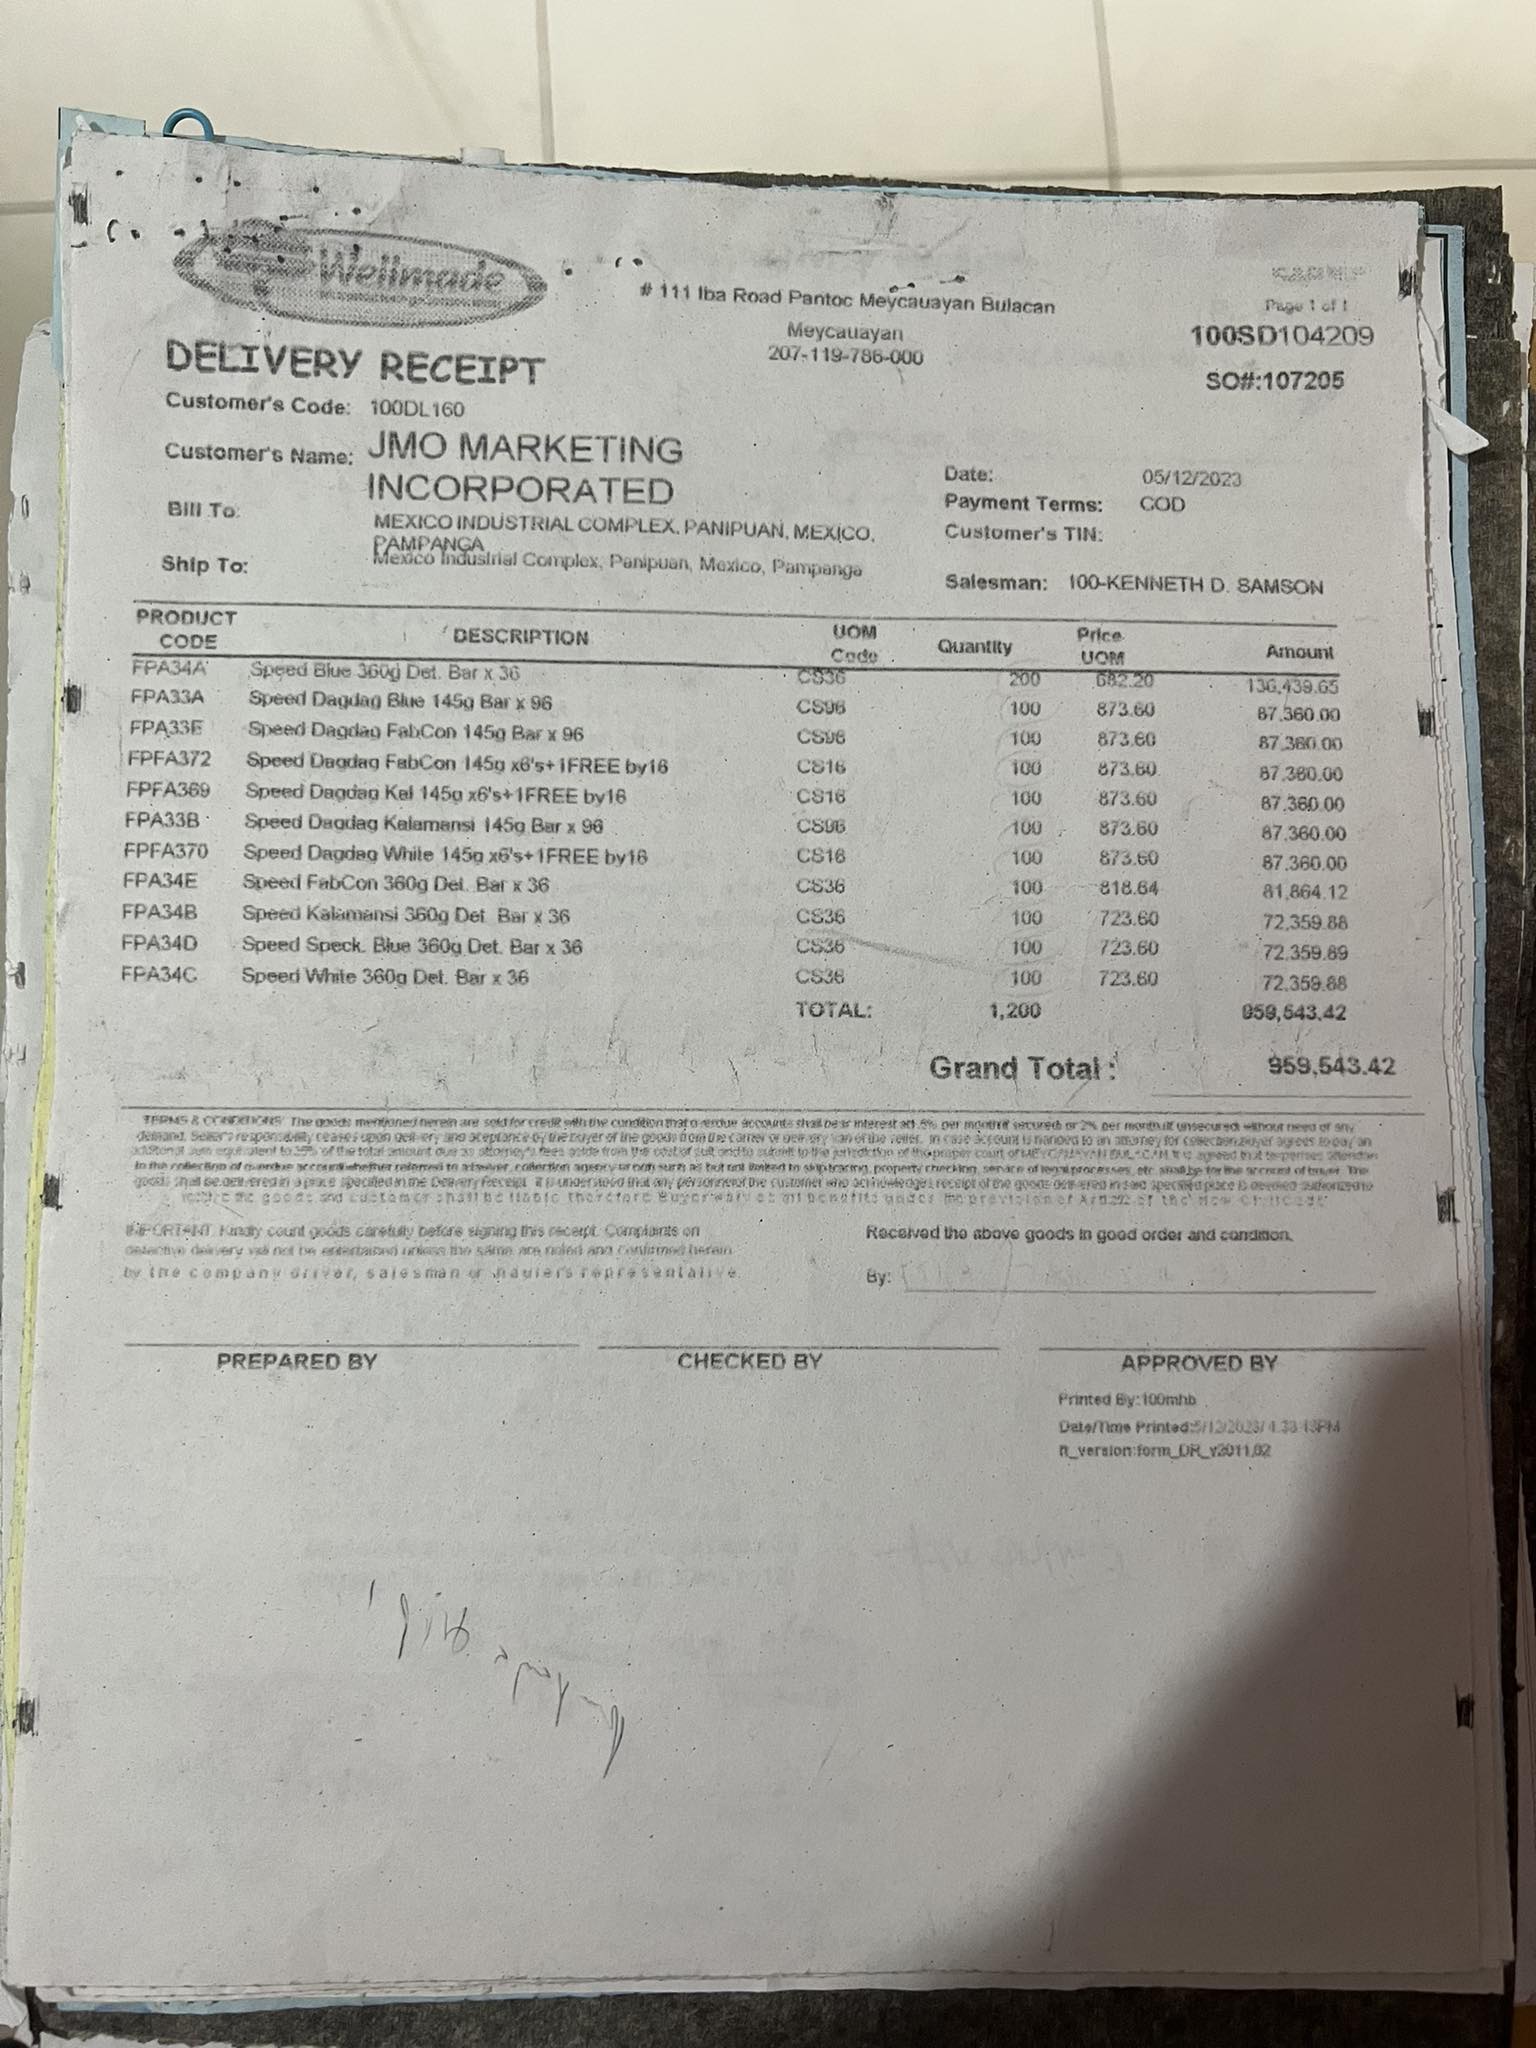 Wellmade
# 111 Iba Road Pantoc Meycauayan Bulacan
Meycauayan
207-119-786-000
Page 1 of 1
100SD104209
SO#:107205
DELIVERY RECEIPT
Customer's Code: 100DL160
Customer's Name: JMO MARKETING
INCORPORATED
Date: 05/12/2023
Payment Terms: COD
Bill To: MEXICO INDUSTRIAL COMPLEX, PANIPUAN, MEXICO,
PAMPANGA
Customer's TIN:
Ship To: Mexico Industrial Complex, Panipuan, Mexico, Pampanga
Salesman: 100-KENNETH D. SAMSON
PRODUCT CODE DESCRIPTION UOM Code Quantity Price UOM Amount
FPA34A Speed Blue 360g Det. Bar x 36 CS36 200 682.20 136,439.65
FPA33A Speed Dagdag Blue 145g Bar x 96 CS96 100 873.60 87,360.00
FPA33E Speed Dagdag FabCon 145g Bar x 96 CS96 100 873.60 87,360.00
FPFA372 Speed Dagdag FabCon 145g x6's+1FREE by16 CS16 100 873.60 87,360.00
FPFA369 Speed Dagdag Kal 145g x6's+1FREE by16 CS16 100 873.60 87,360.00
FPA33B Speed Dagdag Kalamansi 145g Bar x 96 CS96 100 873.60 87,360.00
FPFA370 Speed Dagdag White 145g x6's+1FREE by16 CS16 100 873.60 87,360.00
FPA34E Speed FabCon 360g Det. Bar x 36 CS36 100 818.64 81,864.12
FPA34B Speed Kalamansi 360g Det. Bar x 36 CS36 100 723.60 72,359.88
FPA34D Speed Speck. Blue 360g Det. Bar x 36 CS36 100 723.60 72,359.89
FPA34C Speed White 360g Det. Bar x 36 CS36 100 723.60 72,359.88
TOTAL: 1,200 959,543.42
Grand Total : 959,543.42
TERMS & CONDITIONS: The goods mentioned herein are sold for credit with the condition that overdue accounts shall bear interest at per month if secured or 2% per month if unsecured without need of any
demand. Seller's responsibility ceases upon delivery and by the buyer of the goods from the carrier or delivery van of the In case account is handed to an attorney for collection, buyer agrees to pay an
additional sum equivalent to 25% of the total amount due as attorney's fees aside from the cost of suit and to submit to the jurisdiction of the proper court of MEYCAUAYAN BULACAN. It is agreed that
to the collection of overdue account whether referred to a lawyer, collection agency or both such as but not limited to skiptracing, property checking, service of legal processes, etc. shall be for the account of buyer. The
goods shall be delivered in a place specified in the Delivery Receipt. It is understood that any personnel of the customer who acknowledges receipt of the goods delivered in said specified place is deemed authorized to
receive the goods and customer shall be liable therefore. Buyer all benefits under the provision of Art. of the New Civil Code
IMPORTANT: Kindly count goods carefully before signing this receipt. Complaints on
defective delivery will not be entertained unless the same are noted and confirmed herein
by the company driver, salesman or hauler's representative.
Received the above goods in good order and condition.
By:
PREPARED BY CHECKED BY APPROVED BY
Printed By:100mhb
Date/Time Printed:5/12/2023/
rt_version:form_DR_v2011.02